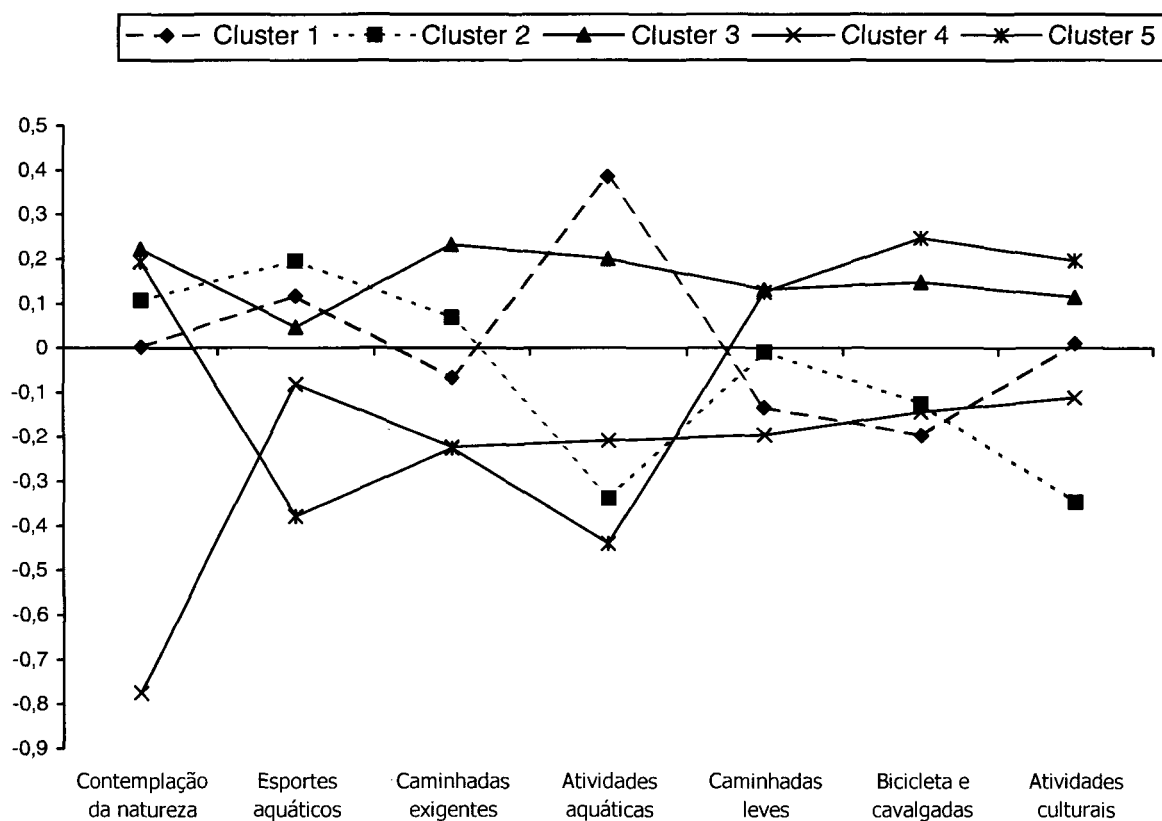 Cluster 1 Cluster 2 Cluster 3 Cluster 4 Cluster 5
0,5
0,4
0,3
0,2
0,1
0
-0,1
-0,2
-0,3
-0,4
-0,5
-0,6
-0,7
-0,8
-0,9
Contemplação da natureza
Esportes aquáticos
Caminhadas exigentes
Atividades aquáticas
Caminhadas leves
Bicicleta e cavalgadas
Atividades culturais